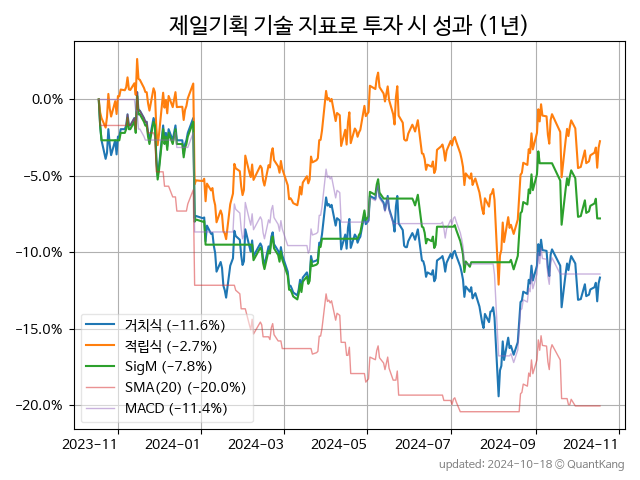 제일기획 기술 지표로 투자 시 성과 (1년)
0.0%
−5.0%
−10.0%
−15.0%
−20.0%
거치식 (−11.6%)
적립식 (−2.7%)
SigM (−7.8%)
SMA(20) (−20.0%)
MACD (−11.4%)
2023-11 2024-01 2024-03 2024-05 2024-07 2024-09 2024-11
updated: 2024-10-18 © QuantKang